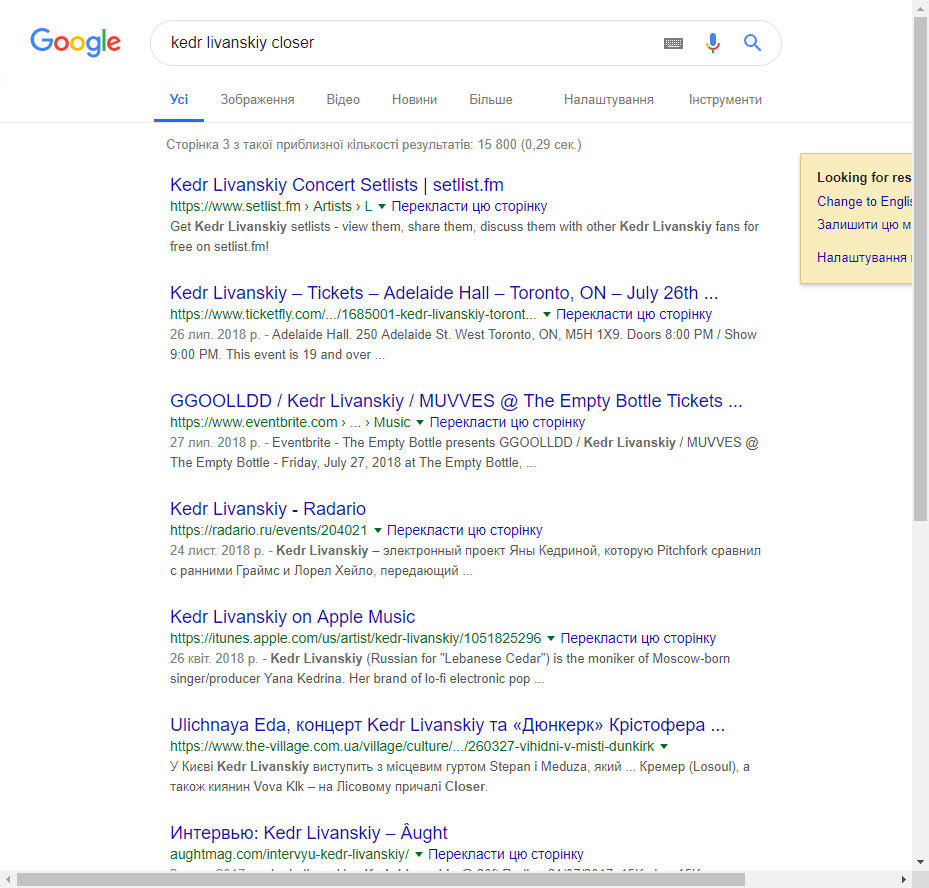 Google
kedr livanskiy closer
Усі Зображення Відео Новини Більше Налаштування Інструменти
Сторінка 3 з такої приблизної кількості результатів: 15 800 (0,29 сек.)
Looking for res
Change to Englis
Залишити цю м
Налаштування
Kedr Livanskiy Concert Setlists | setlist.fm
https://www.setlist.fm › Artists › L ▼ Перекласти цю сторінку
Get Kedr Livanskiy setlists - view them, share them, discuss them with other Kedr Livanskiy fans for
free on setlist.fm!
Kedr Livanskiy – Tickets – Adelaide Hall – Toronto, ON – July 26th ...
https://www.ticketfly.com/.../1685001-kedr-livanskiy-toront... ▼ Перекласти цю сторінку
26 лип. 2018 р. - Adelaide Hall. 250 Adelaide St. West Toronto, ON, M5H 1X9. Doors 8:00 PM / Show
9:00 PM. This event is 19 and over ...
GGOOLLDD / Kedr Livanskiy / MUVVES @ The Empty Bottle Tickets ...
https://www.eventbrite.com › ... › Music ▼ Перекласти цю сторінку
27 лип. 2018 р. - Eventbrite - The Empty Bottle presents GGOOLLDD / Kedr Livanskiy / MUVVES @
The Empty Bottle - Friday, July 27, 2018 at The Empty Bottle, ...
Kedr Livanskiy - Radario
https://radario.ru/events/204021 ▼ Перекласти цю сторінку
24 лист. 2018 р. - Kedr Livanskiy – электронный проект Яны Кедриной, которую Pitchfork сравнил
с ранними Граймс и Лорел Хейло, передающий ...
Kedr Livanskiy on Apple Music
https://itunes.apple.com/us/artist/kedr-livanskiy/1051825296 ▼ Перекласти цю сторінку
26 квіт. 2018 р. - Kedr Livanskiy (Russian for "Lebanese Cedar") is the moniker of Moscow-born
singer/producer Yana Kedrina. Her brand of lo-fi electronic pop ...
Ulichnaya Eda, концерт Kedr Livanskiy та «Дюнкерк» Крістофера ...
https://www.the-village.com.ua/village/culture/.../260327-vihidni-v-misti-dunkirk ▼
У Києві Kedr Livanskiy виступить з місцевим гуртом Stepan i Meduza, який ... Кремер (Losoul), а
також киянин Vova Klk – на Лісовому причалі Closer.
Интервью: Kedr Livanskiy – Âught
aughtmag.com/intervyu-kedr-livanskiy/ ▼ Перекласти цю сторінку